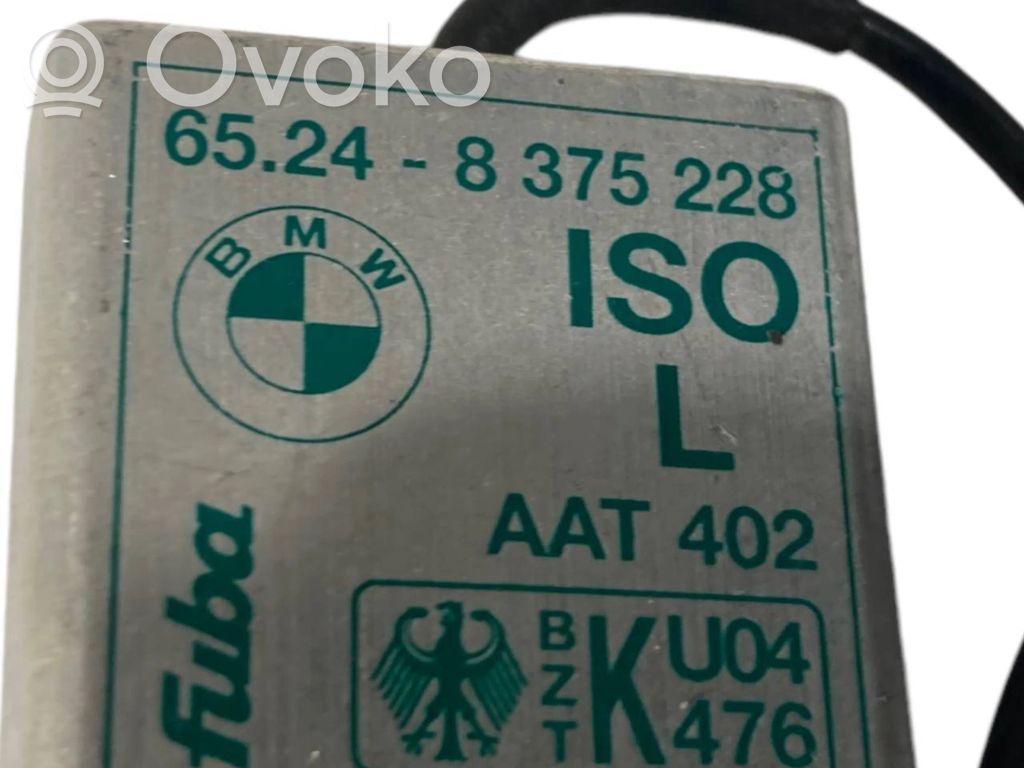 Ovoko
65.24 - 8 375 228
BMW
ISO
L
AAT 402
fuba
BZT K U04
476